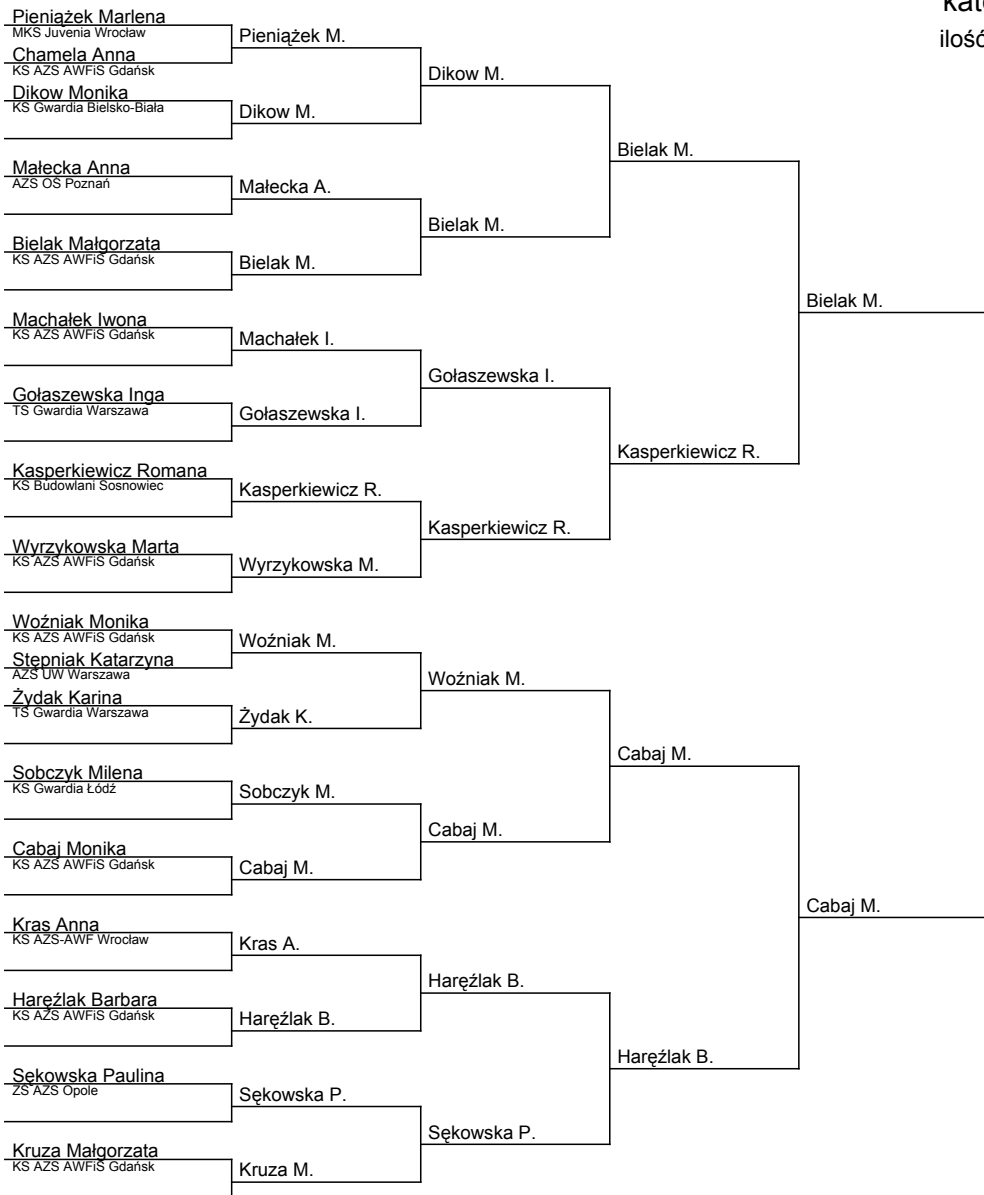 kate
ilość
Pieniążek Marlena
MKS Juvenia Wrocław
Pieniążek M.
Chamela Anna
KS AZS AWFiS Gdańsk
Dikow M.
Dikow Monika
KS Gwardia Bielsko-Biała
Dikow M.
Bielak M.
Małecka Anna
AZS OŚ Poznań
Małecka A.
Bielak M.
Bielak Małgorzata
KS AZS AWFiS Gdańsk
Bielak M.
Bielak M.
Machałek Iwona
KS AZS AWFiS Gdańsk
Machałek I.
Gołaszewska I.
Gołaszewska Inga
TS Gwardia Warszawa
Gołaszewska I.
Kasperkiewicz R.
Kasperkiewicz Romana
KS Budowlani Sosnowiec
Kasperkiewicz R.
Kasperkiewicz R.
Wyrzykowska Marta
KS AZS AWFiS Gdańsk
Wyrzykowska M.
Woźniak Monika
KS AZS AWFiS Gdańsk
Woźniak M.
Stępniak Katarzyna
AZS UW Warszawa
Woźniak M.
Żydak Karina
TS Gwardia Warszawa
Żydak K.
Cabaj M.
Sobczyk Milena
KS Gwardia Łódź
Sobczyk M.
Cabaj M.
Cabaj Monika
KS AZS AWFiS Gdańsk
Cabaj M.
Cabaj M.
Kras Anna
KS AZS-AWF Wrocław
Kras A.
Haręźlak B.
Haręźlak Barbara
KS AZS AWFiS Gdańsk
Haręźlak B.
Haręźlak B.
Sękowska Paulina
ZS AZS Opole
Sękowska P.
Sękowska P.
Kruza Małgorzata
KS AZS AWFiS Gdańsk
Kruza M.